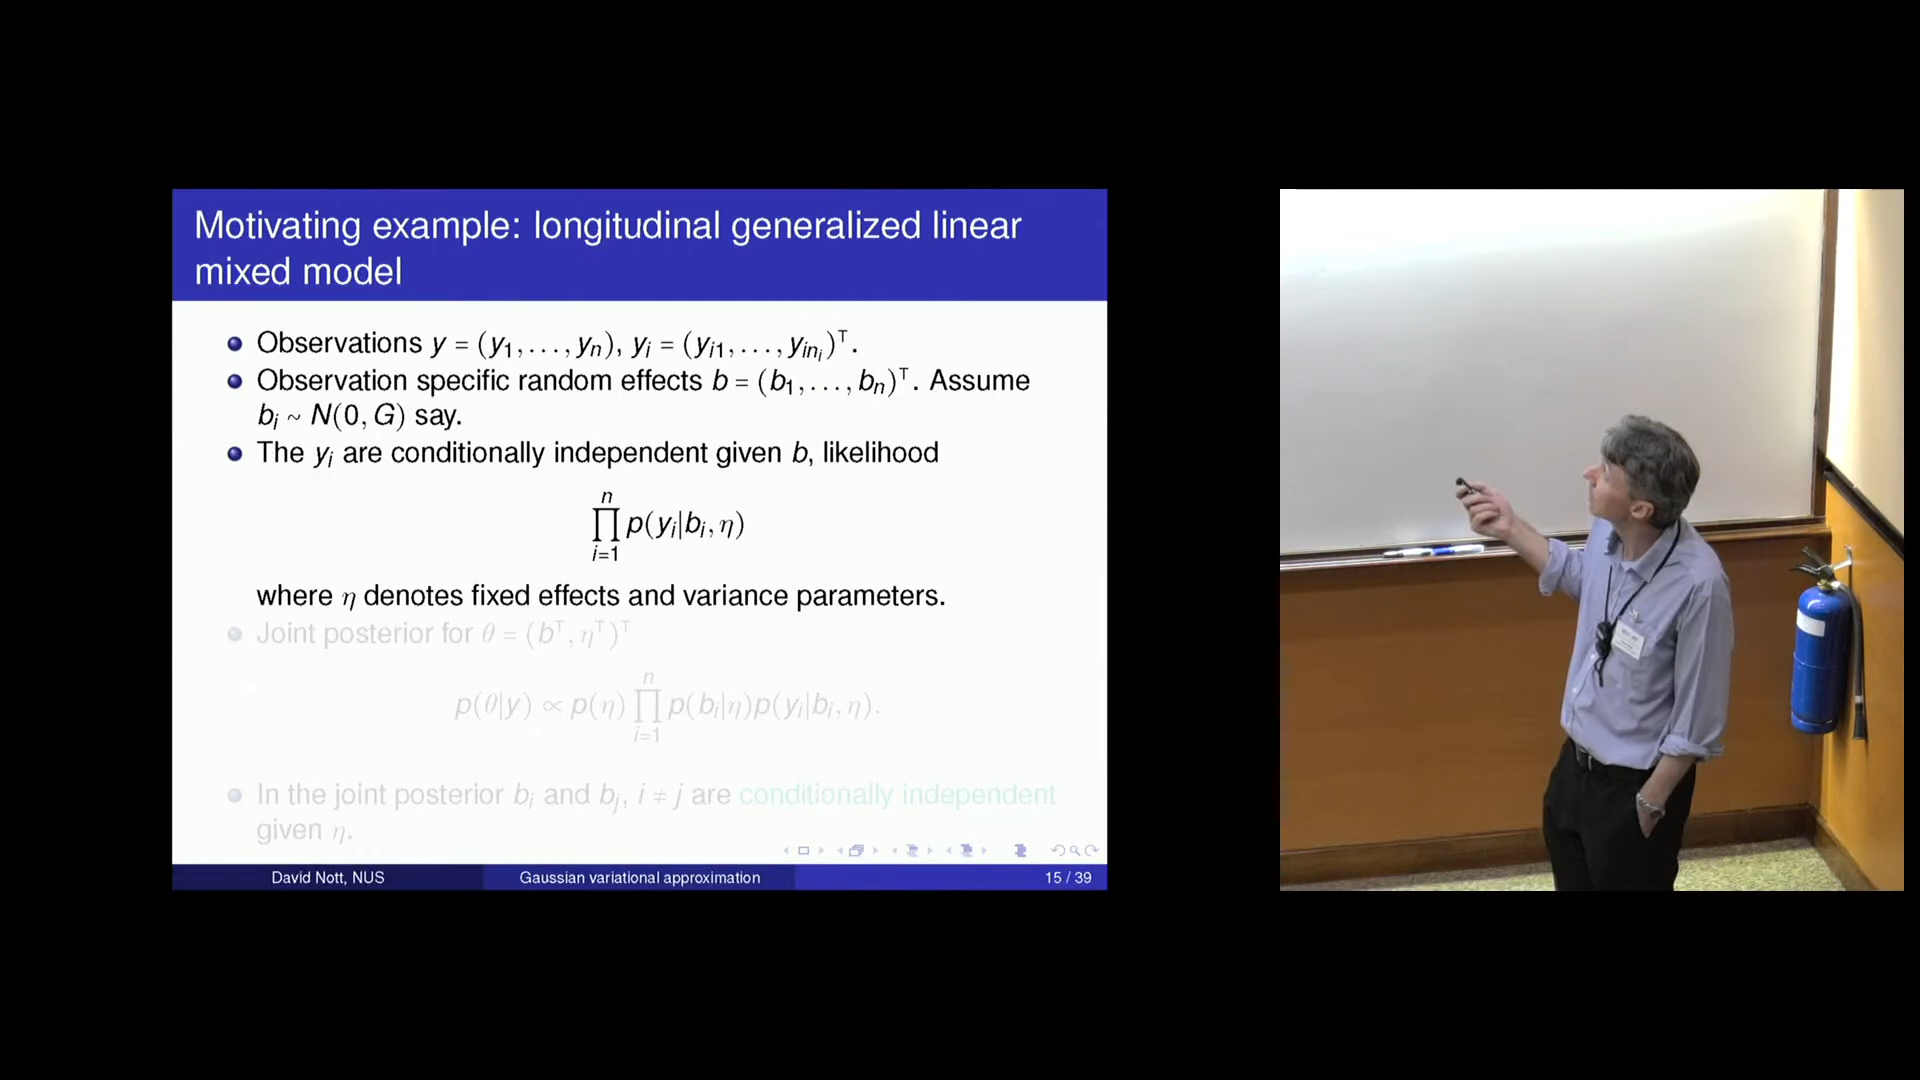 Motivating example: longitudinal generalized linear
mixed model
Observations y = (y₁, . . . , yₙ), yᵢ = (yᵢ₁, . . . , y_{in_i})^⊤.
Observation specific random effects b = (b₁, . . . , bₙ)^⊤. Assume
bᵢ ~ N(0, G) say.
The yᵢ are conditionally independent given b, likelihood
∏_{i=1}^{n} p(yᵢ|bᵢ, η)
where η denotes fixed effects and variance parameters.
Joint posterior for θ = (b^⊤, η^⊤)^⊤
p(θ|y) ∝ p(η) ∏_{i=1}^{n} p(bᵢ|η)p(yᵢ|bᵢ, η).
In the joint posterior bᵢ and bⱼ, i ≠ j are conditionally independent
given η.
David Nott, NUS Gaussian variational approximation 15 / 39